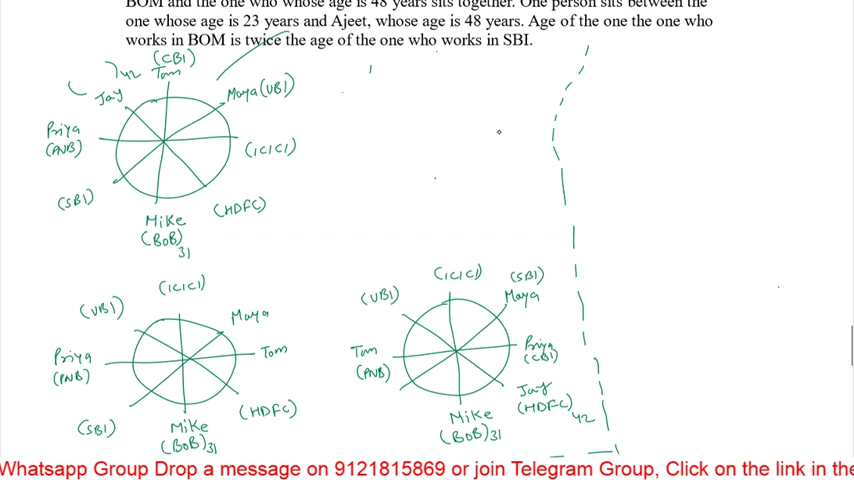 BOM and the one who whose age is 48 years sits together. One person sits between the
one whose age is 23 years and Ajeet, whose age is 48 years. Age of the one the one who
works in BOM is twice the age of the one who works in SBI.
(CBI)
42 Tom
Jay
Maya (UBI)
Priya
(PNB)
(ICICI)
(SBI)
(HDFC)
Mike
(BoB)
31
(ICICI)
(UBI)
Maya
Priya
(PNB)
Tom
(SBI)
(HDFC)
Mike
(BoB) 31
(ICICI)
(SBI)
Maya
(UBI)
Tom
(PNB)
Priya
(CBI)
Jay
(HDFC) 42
Mike
(BoB) 31
Whatsapp Group Drop a message on 9121815869 or join Telegram Group, Click on the link in the